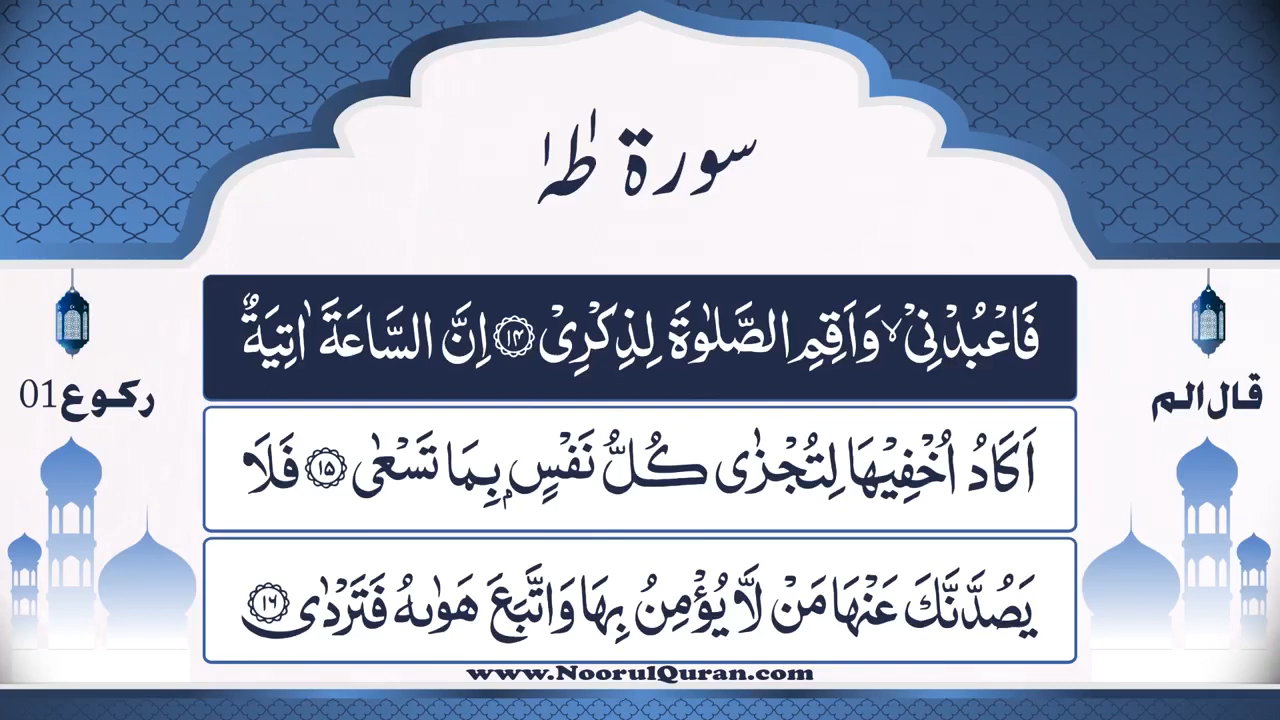 سورة طٰهٰ
قال الم
رکوع 01
فَاعْبُدْنِیْ ۙ وَاَقِمِ الصَّلٰوةَ لِذِكْرِیْ ﴿۱۴﴾ اِنَّ السَّاعَةَ اٰتِیَةٌ
اَكَادُ اُخْفِیْهَا لِتُجْزٰی كُلُّ نَفْسٍۭ بِمَا تَسْعٰی ﴿۱۵﴾ فَلَا
یَصُدَّنَّكَ عَنْهَا مَنْ لَّا یُؤْمِنُ بِهَا وَاتَّبَعَ هَوٰىهُ فَتَرْدٰی ﴿۱۶﴾
www.NoorulQuran.com